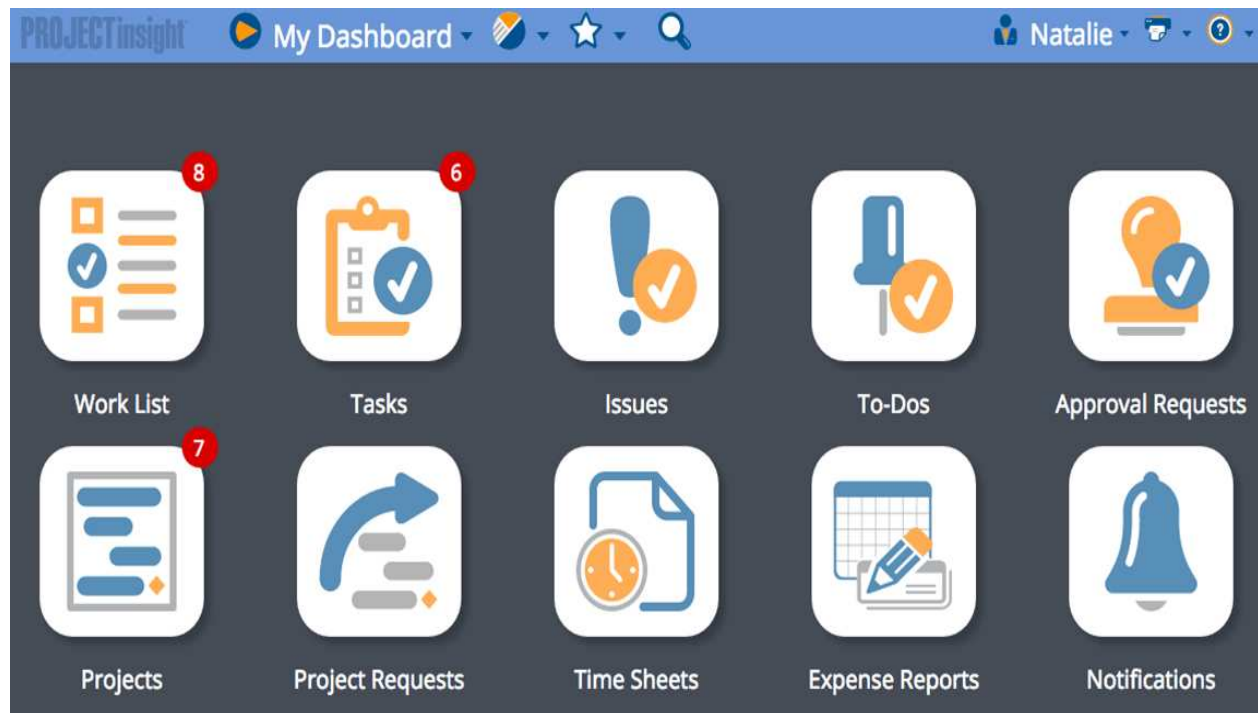 PROJECTinsight My Dashboard Natalie ?
8 6
Work List Tasks Issues To-Dos Approval Requests
7
Projects Project Requests Time Sheets Expense Reports Notifications